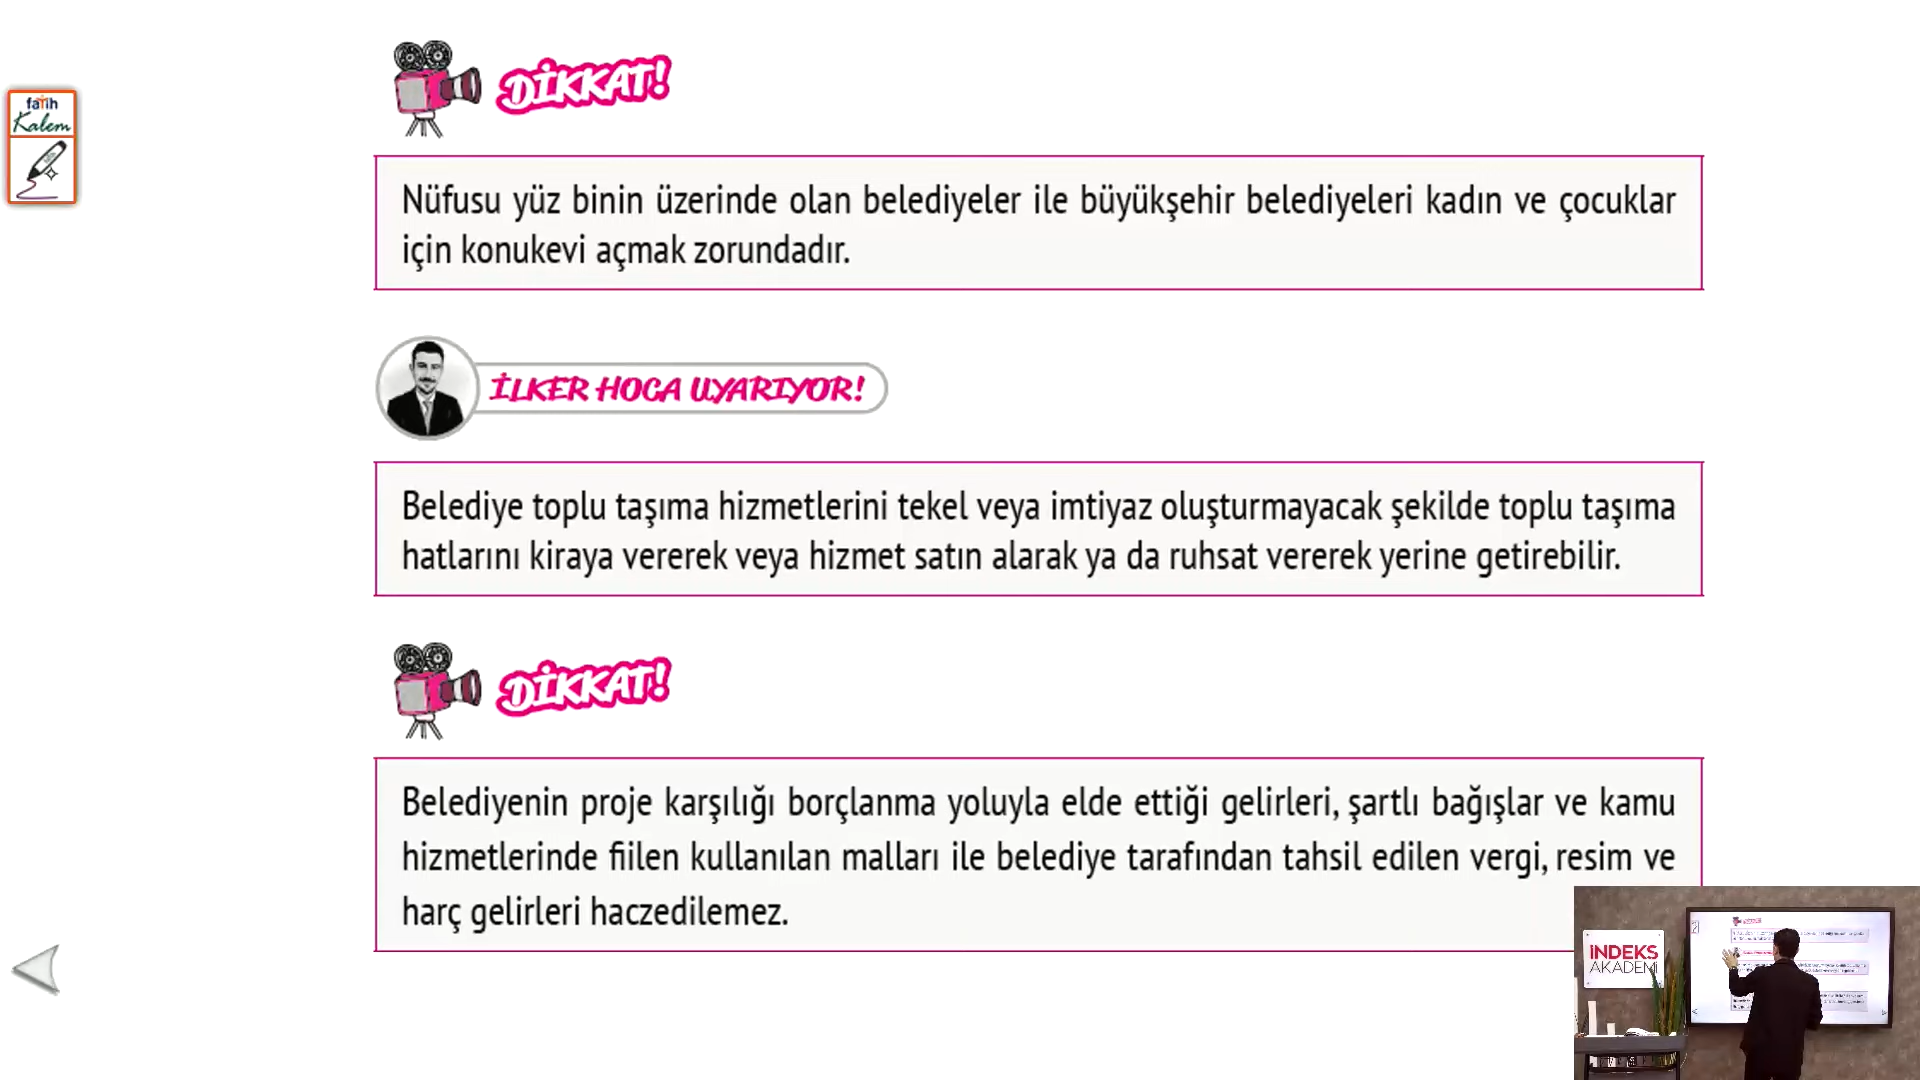 DİKKAT!
fatih
Kalem
Nüfusu yüz binin üzerinde olan belediyeler ile büyükşehir belediyeleri kadın ve çocuklar
için konukevi açmak zorundadır.
İLKER HOCA UYARIYOR!
Belediye toplu taşıma hizmetlerini tekel veya imtiyaz oluşturmayacak şekilde toplu taşıma
hatlarını kiraya vererek veya hizmet satın alarak ya da ruhsat vererek yerine getirebilir.
DİKKAT!
Belediyenin proje karşılığı borçlanma yoluyla elde ettiği gelirleri, şartlı bağışlar ve kamu
hizmetlerinde fiilen kullanılan malları ile belediye tarafından tahsil edilen vergi, resim ve
harç gelirleri haczedilemez.
İNDEKS
AKADEMİ